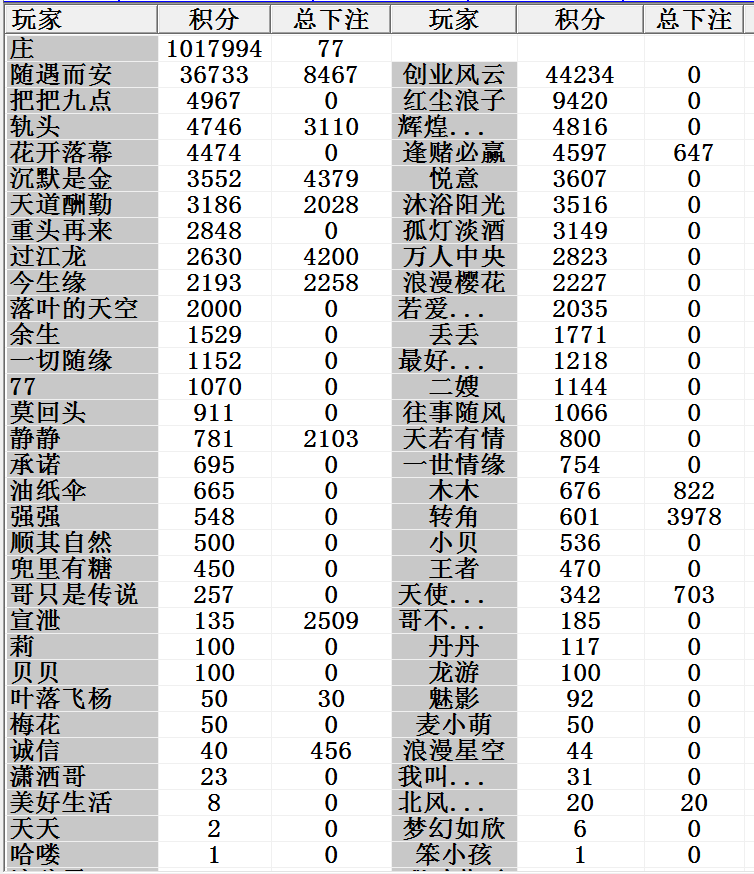 玩家 积分 总下注 玩家 积分 总下注
庄 1017994 77
随遇而安 36733 8467 创业风云 44234 0
把把九点 4967 0 红尘浪子 9420 0
轨头 4746 3110 辉煌... 4816 0
花开落幕 4474 0 逢赌必赢 4597 647
沉默是金 3552 4379 悦意 3607 0
天道酬勤 3186 2028 沐浴阳光 3516 0
重头再来 2848 0 孤灯淡酒 3149 0
过江龙 2630 4200 万人中央 2823 0
今生缘 2193 2258 浪漫樱花 2227 0
落叶的天空 2000 0 若爱... 2035 0
余生 1529 0 丢丢 1771 0
一切随缘 1152 0 最好... 1218 0
77 1070 0 二嫂 1144 0
莫回头 911 0 往事随风 1066 0
静静 781 2103 天若有情 800 0
承诺 695 0 一世情缘 754 0
油纸伞 665 0 木木 676 822
强强 548 0 转角 601 3978
顺其自然 500 0 小贝 536 0
兜里有糖 450 0 王者 470 0
哥只是传说 257 0 天使... 342 703
宣泄 135 2509 哥不... 185 0
莉 100 0 丹丹 117 0
贝贝 100 0 龙游 100 0
叶落飞杨 50 30 魅影 92 0
梅花 50 0 麦小萌 50 0
诚信 40 456 浪漫星空 44 0
潇洒哥 23 0 我叫... 31 0
美好生活 8 0 北风... 20 20
天天 2 0 梦幻如欣 6 0
哈喽 1 0 笨小孩 1 0